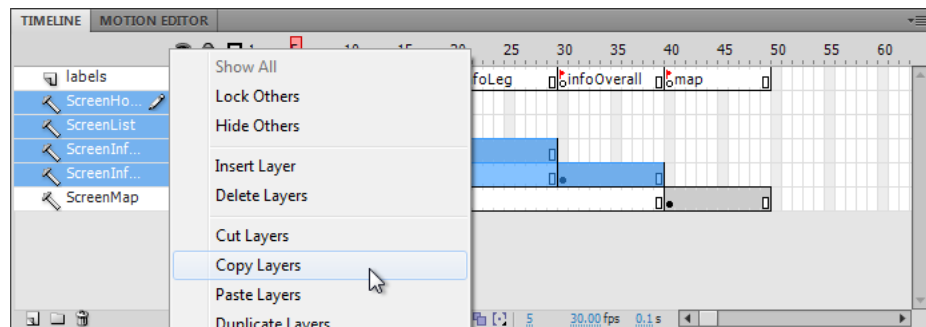 TIMELINE MOTION EDITOR
5 10 15 20 25 30 35 40 45 50 55 60
labels foLeg infoOverall map
ScreenHo...
ScreenList
ScreenInf...
ScreenInf...
ScreenMap
Show All
Lock Others
Hide Others
Insert Layer
Delete Layers
Cut Layers
Copy Layers
Paste Layers
Duplicate Layers
5 30.00 fps 0.1 s